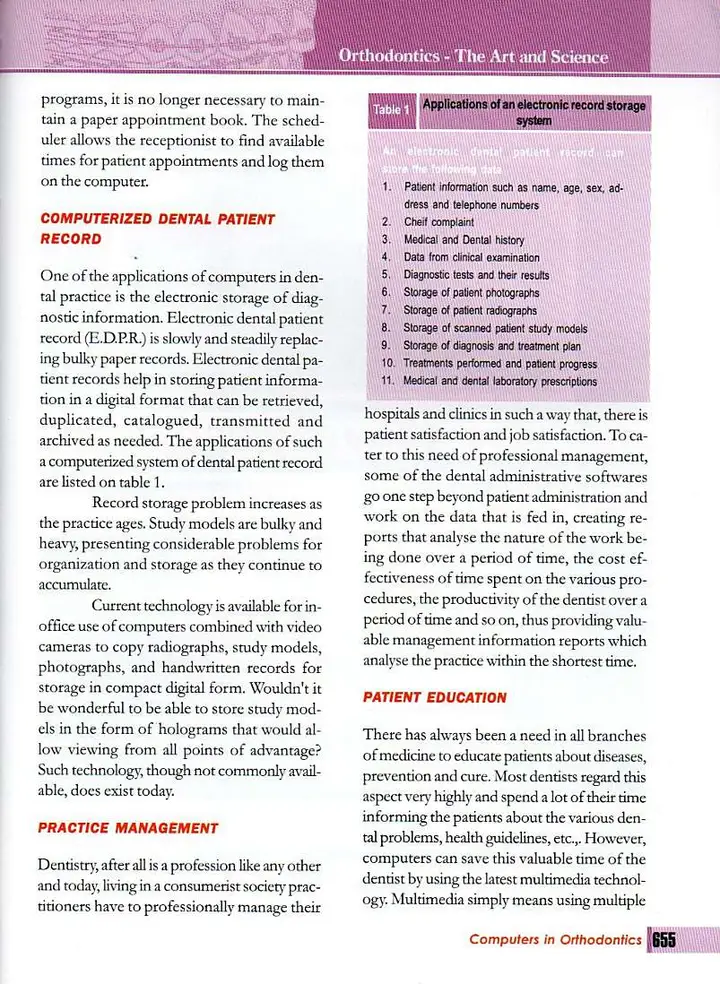 Orthodontics - The Art and Science
programs, it is no longer necessary to main-
tain a paper appointment book. The sched-
uler allows the receptionist to find available
times for patient appointments and log them
on the computer.
COMPUTERIZED DENTAL PATIENT
RECORD
One of the applications of computers in den-
tal practice is the electronic storage of diag-
nostic information. Electronic dental patient
record (E.D.P.R.) is slowly and steadily replac-
ing bulky paper records. Electronic dental pa-
tient records help in storing patient informa-
tion in a digital format that can be retrieved,
duplicated, catalogued, transmitted and
archived as needed. The applications of such
a computerized system of dental patient record
are listed on table 1.
Record storage problem increases as
the practice ages. Study models are bulky and
heavy, presenting considerable problems for
organization and storage as they continue to
accumulate.
Current technology is available for in-
office use of computers combined with video
cameras to copy radiographs, study models,
photographs, and handwritten records for
storage in compact digital form. Wouldn't it
be wonderful to be able to store study mod-
els in the form of holograms that would al-
low viewing from all points of advantage?
Such technology, though not commonly avail-
able, does exist today.
PRACTICE MANAGEMENT
Dentistry, after all is a profession like any other
and today, living in a consumerist society prac-
titioners have to professionally manage their
Table 1
Applications of an electronic record storage
system
An electronic dental patient record can
store the following data
1. Patient information such as name, age, sex, ad-
dress and telephone numbers
2. Cheif complaint
3. Medical and Dental history
4. Data from clinical examination
5. Diagnostic tests and their results
6. Storage of patient photographs
7. Storage of patient radiographs
8. Storage of scanned patient study models
9. Storage of diagnosis and treatment plan
10. Treatments performed and patient progress
11. Medical and dental laboratory prescriptions
hospitals and clinics in such a way that, there is
patient satisfaction and job satisfaction. To ca-
ter to this need of professional management,
some of the dental administrative softwares
go one step beyond patient administration and
work on the data that is fed in, creating re-
ports that analyse the nature of the work be-
ing done over a period of time, the cost ef-
fectiveness of time spent on the various pro-
cedures, the productivity of the dentist over a
period of time and so on, thus providing valu-
able management information reports which
analyse the practice within the shortest time.
PATIENT EDUCATION
There has always been a need in all branches
of medicine to educate patients about diseases,
prevention and cure. Most dentists regard this
aspect very highly and spend a lot of their time
informing the patients about the various den-
tal problems, health guidelines, etc.,. However,
computers can save this valuable time of the
dentist by using the latest multimedia technol-
ogy. Multimedia simply means using multiple
Computers in Orthodontics 655